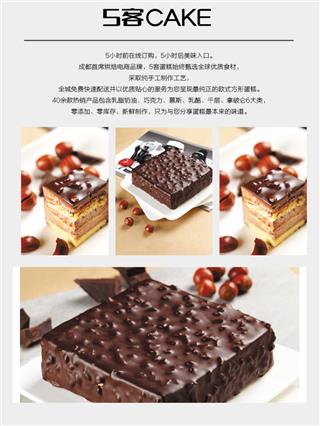 5客CAKE
5小时前在线订购，5小时后美味入口。
成都首席烘焙电商品牌，5客蛋糕始终甄选全球优质食材，
采取纯手工制作工艺，
全城免费快速配送并以优质贴心的服务为您呈现最纯正的欧式方形蛋糕。
40余款热销产品包含乳脂奶油、巧克力、慕斯、乳酪、千层、拿破仑6大类，
零添加、零库存、新鲜制作，只为与您分享蛋糕最本来的味道。